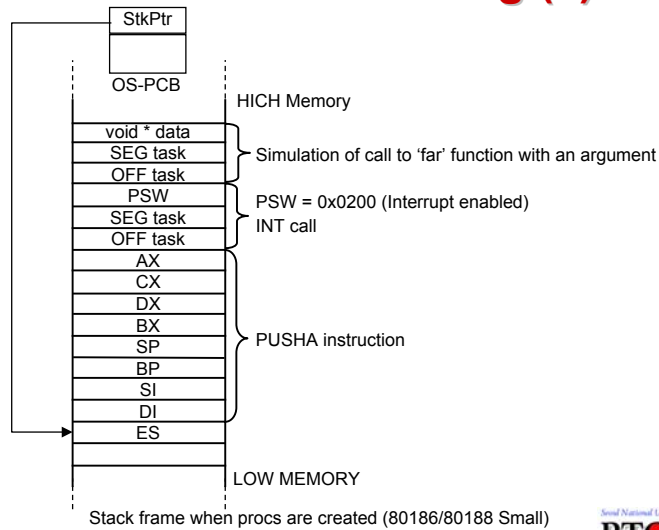 StkPtr
OS-PCB
HICH Memory
void * data
SEG task
OFF task
Simulation of call to 'far' function with an argument
PSW
SEG task
OFF task
PSW = 0x0200 (Interrupt enabled)
INT call
AX
CX
DX
BX
SP
BP
SI
DI
PUSHA instruction
ES
LOW MEMORY
Stack frame when procs are created (80186/80188 Small)
Seoul National U